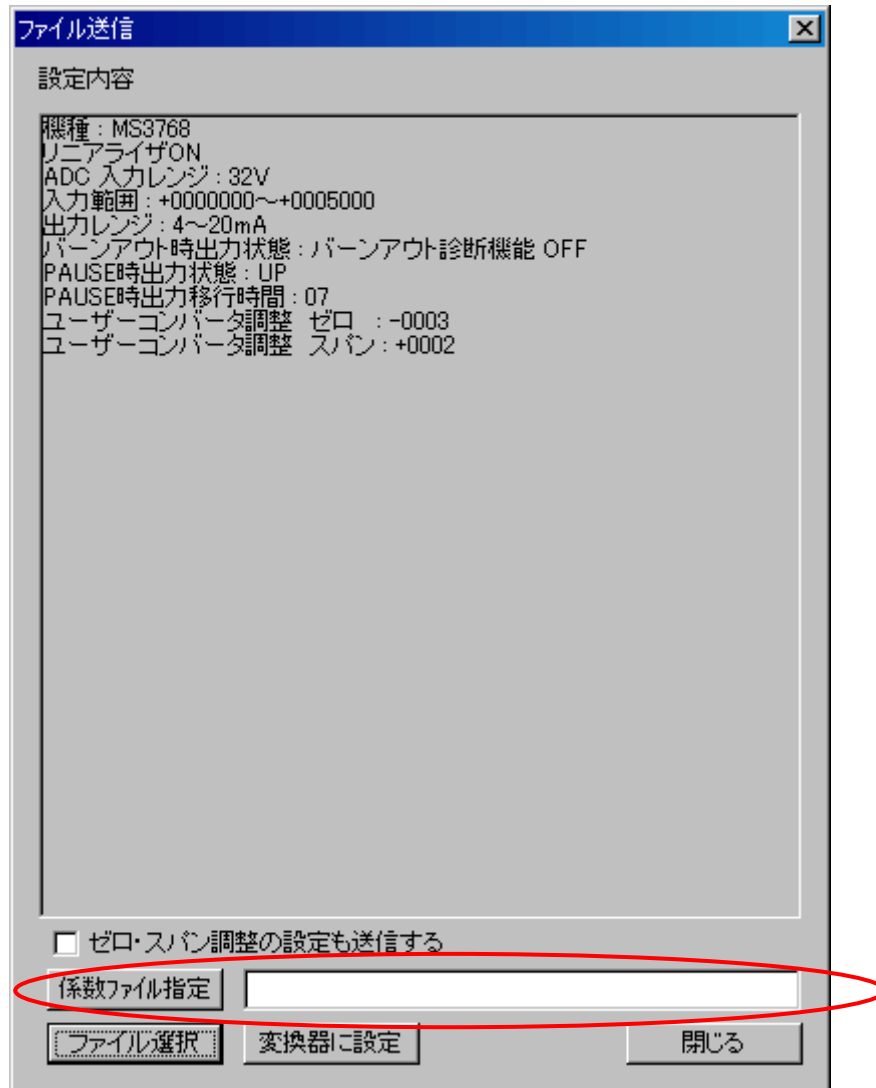 ファイル送信
設定内容
機種：MS3768
リニアライザON
ADC 入力レンジ：32V
入力範囲：+0000000～+0005000
出力レンジ：4～20mA
バーンアウト時出力状態：バーンアウト診断機能 OFF
PAUSE時出力状態：UP
PAUSE時出力移行時間：07
ユーザーコンバータ調整 ゼロ ：-0003
ユーザーコンバータ調整 スパン：+0002
ゼロ・スパン調整の設定も送信する
係数ファイル指定
ファイル選択 変換器に設定 閉じる